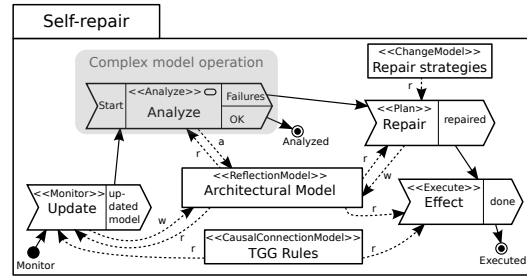 Self-repair
Complex model operation
<<ChangeModel>>
Repair strategies
r
Start
<<Analyze>>
Analyze
Failures
OK
Analyzed
<<Plan>>
Repair
repaired
a
r
r
w
<<ReflectionModel>>
Architectural Model
<<Monitor>>
Update
up-
dated
model
w
r
r
<<Execute>>
Effect
done
<<CausalConnectionModel>>
TGG Rules
r
r
Monitor
Executed